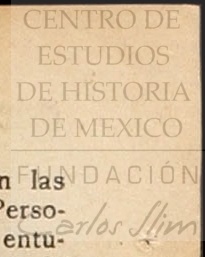 CENTRO DE
ESTUDIOS
DE HISTORIA
DE MEXICO
FUNDACIÓN
Carlos Slim
n las
Perso-
entu-